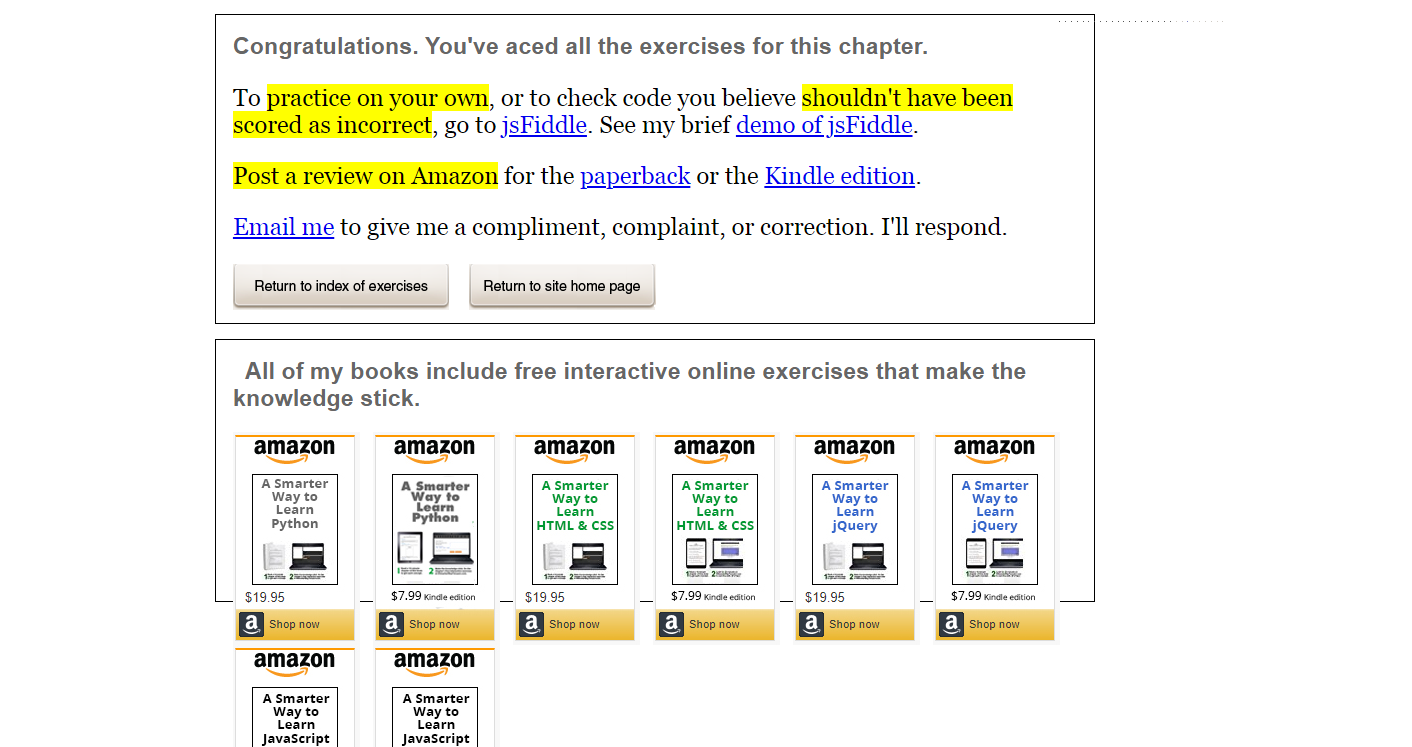 Congratulations. You've aced all the exercises for this chapter.
To practice on your own, or to check code you believe shouldn't have been
scored as incorrect, go to jsFiddle. See my brief demo of jsFiddle.
Post a review on Amazon for the paperback or the Kindle edition.
Email me to give me a compliment, complaint, or correction. I'll respond.
Return to index of exercises
Return to site home page
All of my books include free interactive online exercises that make the
knowledge stick.
amazon
A Smarter
Way to
Learn
Python
$19.95
a Shop now
amazon
A Smarter
Way to
Learn
Python
$7.99 Kindle edition
a Shop now
amazon
A Smarter
Way to
Learn
HTML & CSS
$19.95
a Shop now
amazon
A Smarter
Way to
Learn
HTML & CSS
$7.99 Kindle edition
a Shop now
amazon
A Smarter
Way to
Learn
jQuery
$19.95
a Shop now
amazon
A Smarter
Way to
Learn
jQuery
$7.99 Kindle edition
a Shop now
amazon
A Smarter
Way to
Learn
JavaScript
amazon
A Smarter
Way to
Learn
JavaScript